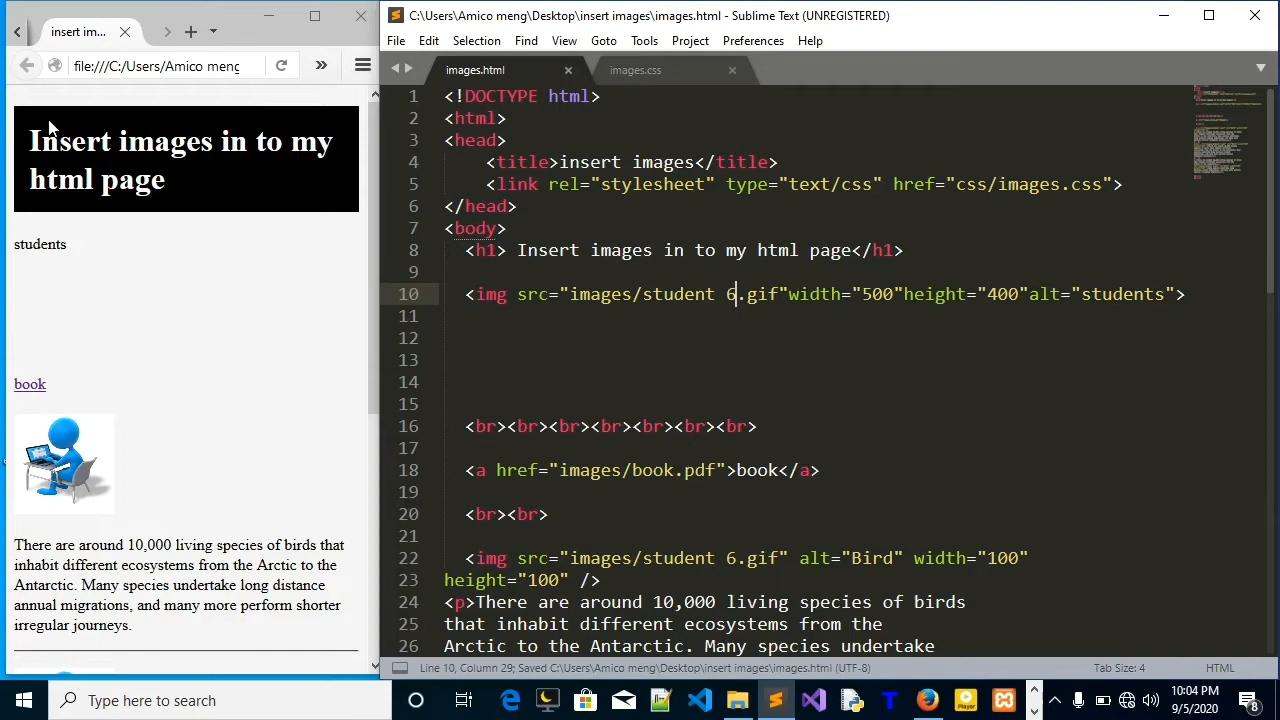 insert im...
file:///C:/Users/Amico meng
Insert images in to my
html page
students
book
There are around 10,000 living species of birds that
inhabit different ecosystems from the Arctic to the
Antarctic. Many species undertake long distance
annual migrations, and many more perform shorter
irregular journeys.
C:\Users\Amico meng\Desktop\insert images\images.html - Sublime Text (UNREGISTERED)
File Edit Selection Find View Goto Tools Project Preferences Help
images.html images.css
1 <!DOCTYPE html>
2 <html>
3 <head>
4 <title>insert images</title>
5 <link rel="stylesheet" type="text/css" href="css/images.css">
6 </head>
7 <body>
8 <h1> Insert images in to my html page</h1>
9
10 <img src="images/student 6.gif"width="500"height="400"alt="students">
11
12
13
14
15
16 <br><br><br><br><br><br><br>
17
18 <a href="images/book.pdf">book</a>
19
20 <br><br>
21
22 <img src="images/student 6.gif" alt="Bird" width="100"
23 height="100" />
24 <p>There are around 10,000 living species of birds
25 that inhabit different ecosystems from the
26 Arctic to the Antarctic. Many species undertake
Line 10, Column 29; Saved C:\Users\Amico meng\Desktop\insert images\images.html (UTF-8) Tab Size: 4 HTML
Type here to search
Player
10:04 PM
9/5/2020
8